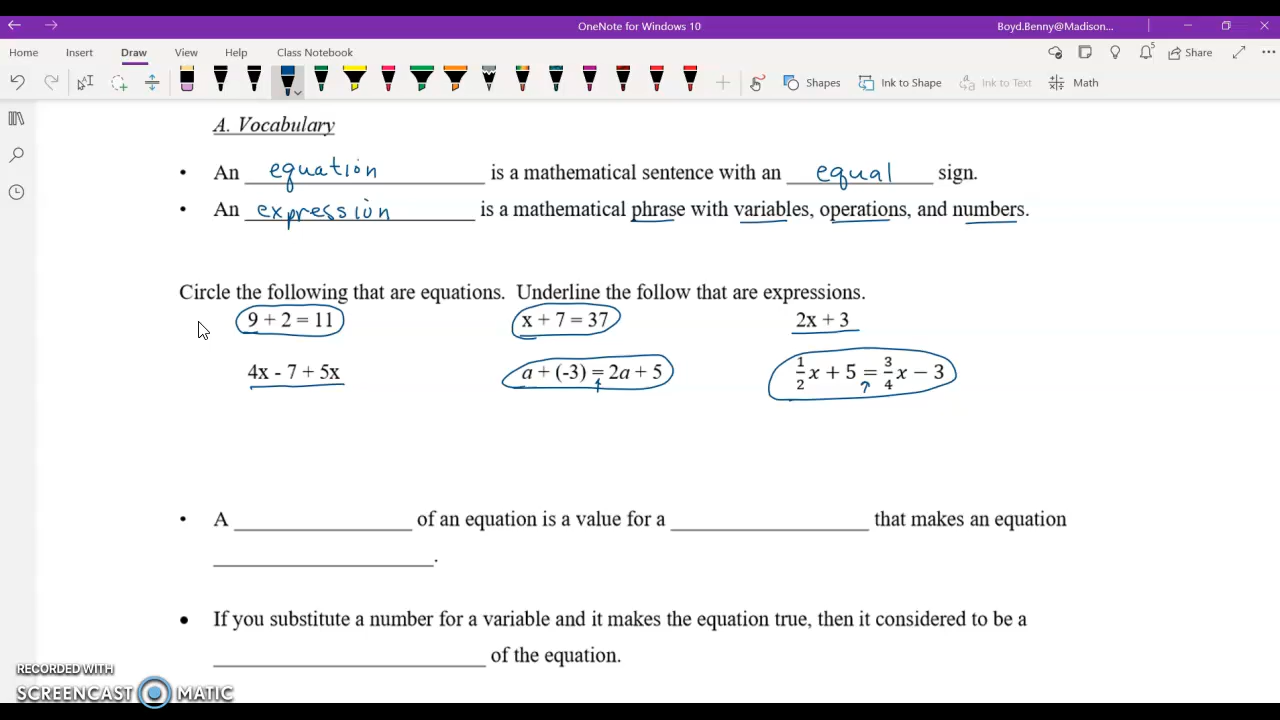 OneNote for Windows 10
Boyd.Benny@Madison...
Home Insert Draw View Help Class Notebook
5 Share
Shapes Ink to Shape Ink to Text Math
A. Vocabulary
• An equation is a mathematical sentence with an equal sign.
• An expression is a mathematical phrase with variables, operations, and numbers.
Circle the following that are equations. Underline the follow that are expressions.
9 + 2 = 11 x + 7 = 37 2x + 3
4x - 7 + 5x a + (-3) = 2a + 5 1/2 x + 5 = 3/4 x − 3
• A ________________ of an equation is a value for a __________________ that makes an equation
____________________.
• If you substitute a number for a variable and it makes the equation true, then it considered to be a
_________________________ of the equation.
RECORDED WITH
SCREENCAST MATIC